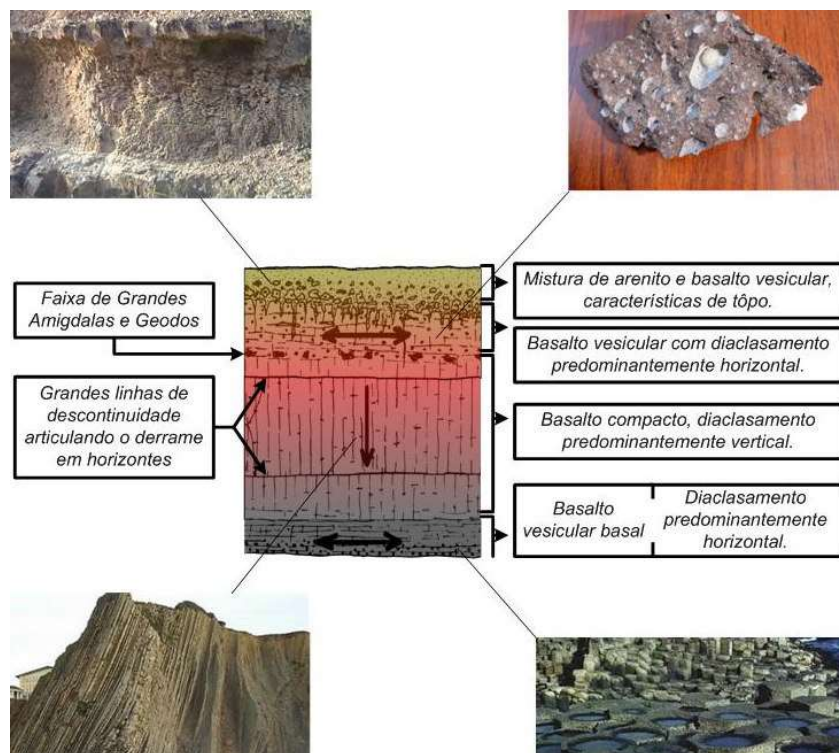 Faixa de Grandes
Amigdalas e Geodos
Grandes linhas de
descontinuidade
articulando o derrame
em horizontes
Mistura de arenito e basalto vesicular,
características de tôpo.
Basalto vesicular com diaclasamento
predominantemente horizontal.
Basalto compacto, diaclasamento
predominantemente vertical.
Basalto
vesicular basal
Diaclasamento
predominantemente
horizontal.